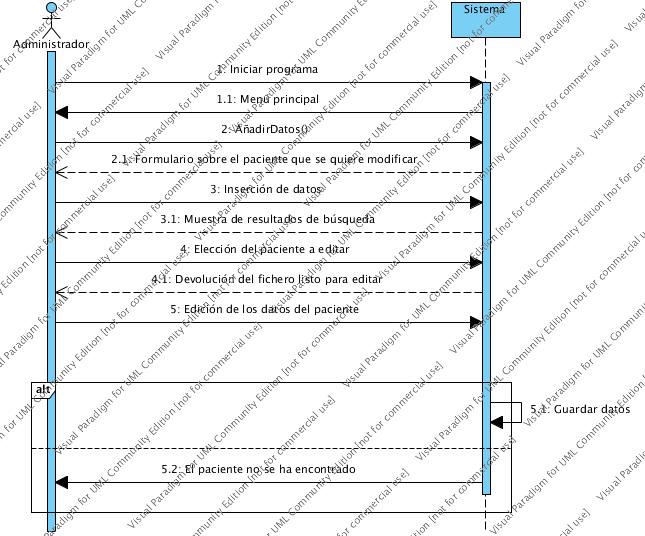 Sistema
Administrador
1: Iniciar programa
1.1: Menú principal
2: AñadirDatos()
2.1: Formulario sobre el paciente que se quiere modificar
3: Inserción de datos
3.1: Muestra de resultados de búsqueda
4: Elección del paciente a editar
4.1: Devolución del fichero listo para editar
5: Edición de los datos del paciente
alt
5.1: Guardar datos
5.2: El paciente no se ha encontrado
Visual Paradigm for UML Community Edition [not for commercial use]